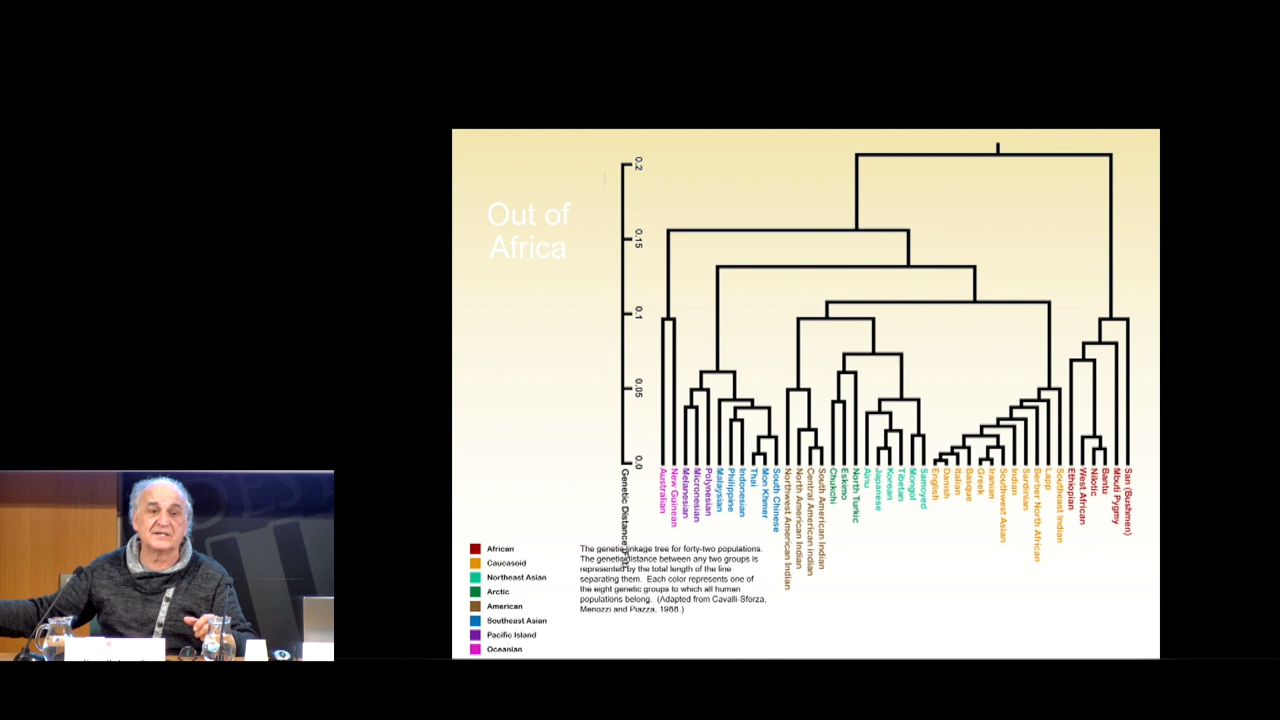 Out of
Africa
0.2
0.15
0.1
0.05
0.0
Genetic Distance
Australian
New Guinean
Melanesian
Micronesian
Polynesian
Malaysian
Philippine
Indonesian
Thai
Mon Khmer
South Chinese
Northwest American Indian
North American Indian
Central American indian
South American Indian
Chukchi
Eskimo
North Turkic
Ainu
Japanese
Korean
Tibetan
Mongol
Samoyed
English
Danish
Italian
Basque
Greek
Iranian
Southwest Asian
Indian
Sardinian
Berber North African
Lapp
Southeast Indian
Ethiopian
West African
Nilotic
Bantu
Mbuti Pygmy
San (Bushmen)
African
Caucasoid
Northeast Asian
Arctic
American
Southeast Asian
Pacific Island
Oceanian
The genetic linkage tree for forty-two populations.
The genetic distance between any two groups is
represented by the total length of the line
separating them. Each color represents one of
the eight genetic groups to which all human
populations belong. (Adapted from Cavalli-Sforza,
Menozzi and Piazza, 1988.)